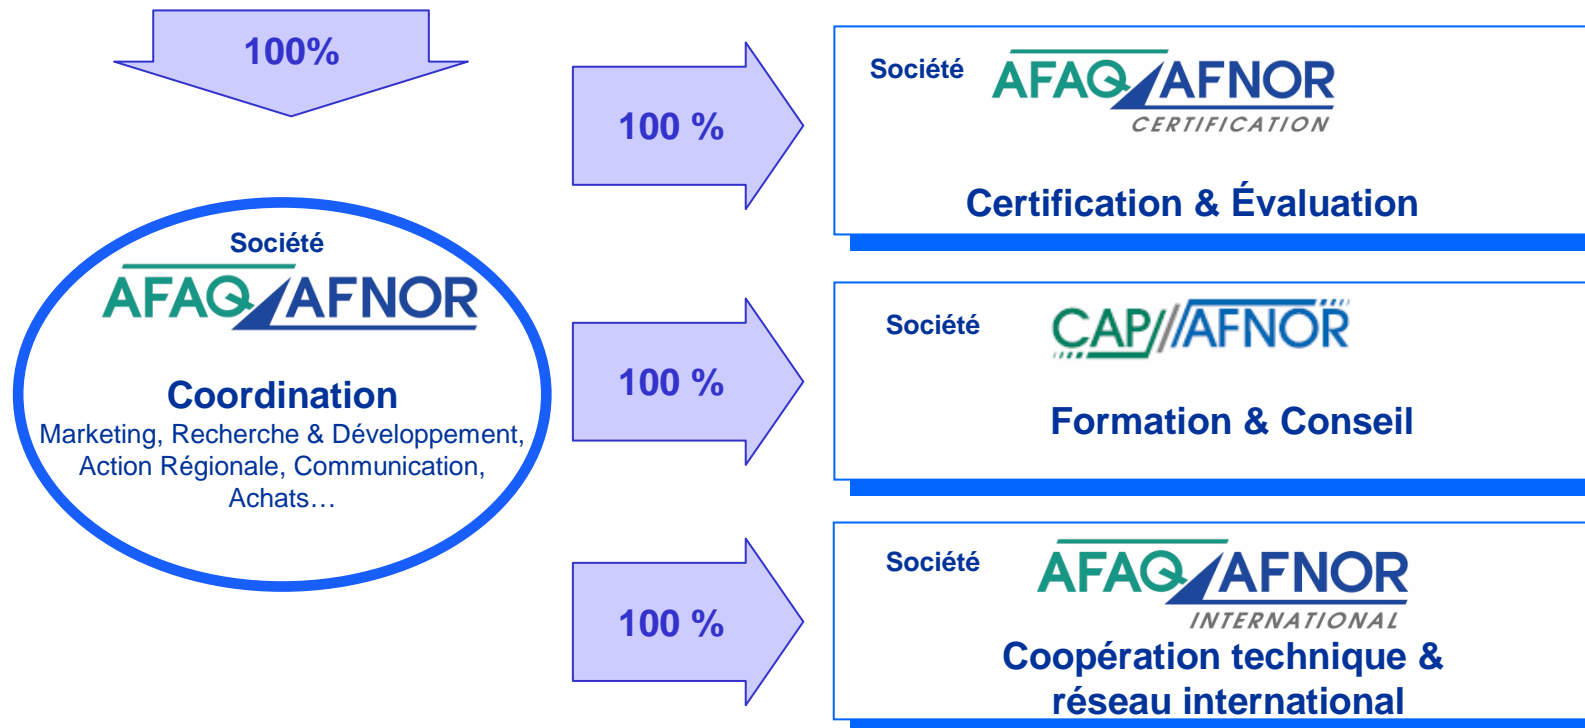 100%
Société
AFAQ AFNOR
Coordination
Marketing, Recherche & Développement,
Action Régionale, Communication,
Achats…
100 %
Société
AFAQ AFNOR
CERTIFICATION
Certification & Évaluation
100 %
Société
CAP///AFNOR
Formation & Conseil
100 %
Société
AFAQ AFNOR
INTERNATIONAL
Coopération technique &
réseau international